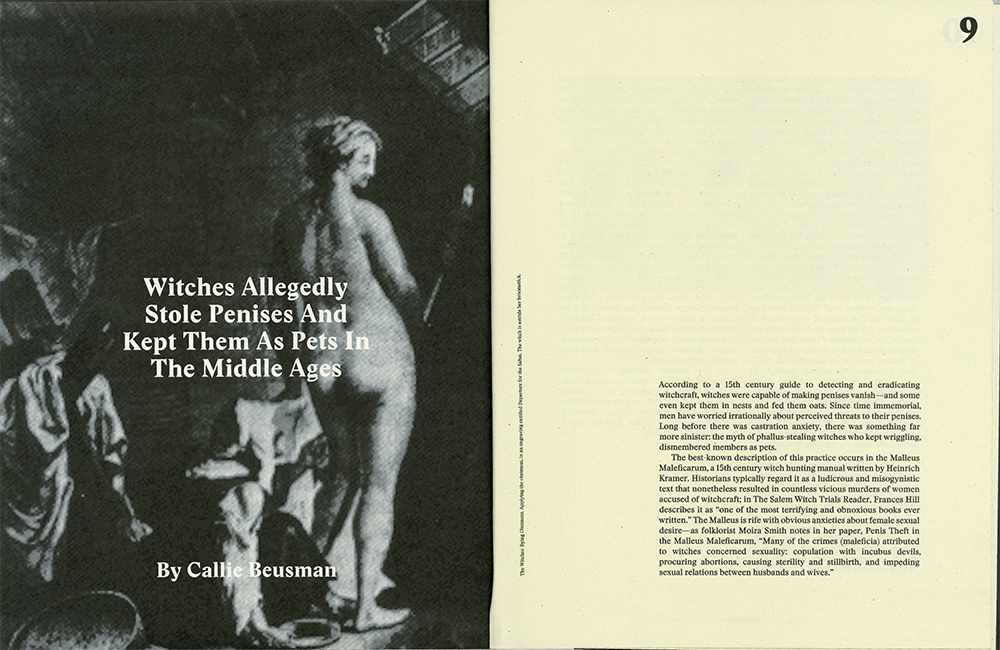 Witches Allegedly
Stole Penises And
Kept Them As Pets In
The Middle Ages
By Callie Beusman
9
The Witches' flying Ointment. Applying the ointment, in an engraving entitled Departure for the Sabat. The witch is astride her broomstick.
According to a 15th century guide to detecting and eradicating
witchcraft, witches were capable of making penises vanish—and some
even kept them in nests and fed them oats. Since time immemorial,
men have worried irrationally about perceived threats to their penises.
Long before there was castration anxiety, there was something far
more sinister: the myth of phallus-stealing witches who kept wriggling,
dismembered members as pets.
The best-known description of this practice occurs in the Malleus
Maleficarum, a 15th century witch hunting manual written by Heinrich
Kramer. Historians typically regard it as a ludicrous and misogynistic
text that nonetheless resulted in countless vicious murders of women
accused of witchcraft; in The Salem Witch Trials Reader, Frances Hill
describes it as “one of the most terrifying and obnoxious books ever
written.” The Malleus is rife with obvious anxieties about female sexual
desire—as folklorist Moira Smith notes in her paper, Penis Theft in
the Malleus Maleficarum, “Many of the crimes (maleficia) attributed
to witches concerned sexuality: copulation with incubus devils,
procuring abortions, causing sterility and stillbirth, and impeding
sexual relations between husbands and wives.”